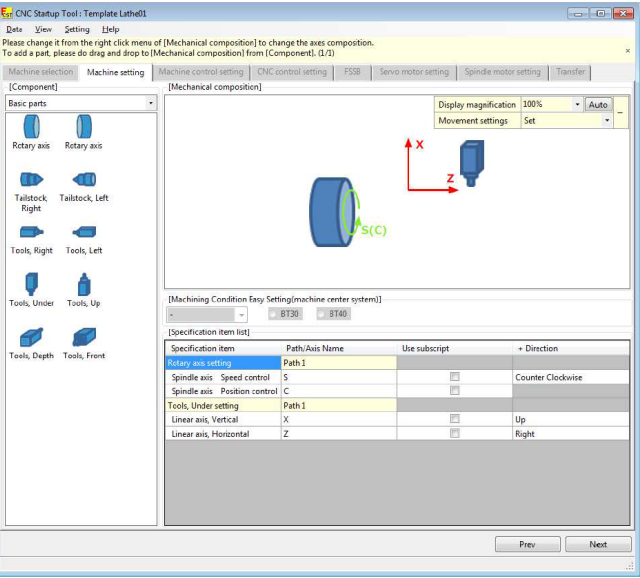 CNC Startup Tool : Template Lathe01
Data View Setting Help
Please change it from the right click menu of [Mechanical composition] to change the axes composition.
To add a part, please do drag and drop to [Mechanical composition] from [Component]. (1/1)
Machine selection Machine setting Machine control setting CNC control setting FSSB Servo motor setting Spindle motor setting Transfer
[Component]
Basic parts
Rotary axis Rotary axis
Tailstock, Right Tailstock, Left
Tools, Right Tools, Left
Tools, Under Tools, Up
Tools, Depth Tools, Front
[Mechanical composition]
Display magnification 100% Auto
Movement settings Set
X
Z
S(C)
[Machining Condition Easy Setting(machine center system)]
- BT30 BT40
[Specification item list]
Specification item Path/Axis Name Use subscript + Direction
Rotary axis setting Path 1
Spindle axis Speed control S Counter Clockwise
Spindle axis Position control C
Tools, Under setting Path 1
Linear axis, Vertical X Up
Linear axis, Horizontal Z Right
Prev Next